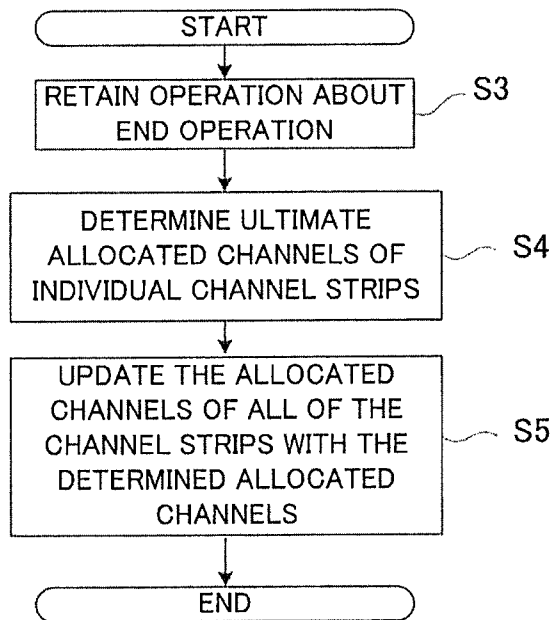 START
RETAIN OPERATION ABOUT
END OPERATION
S3
DETERMINE ULTIMATE
ALLOCATED CHANNELS OF
INDIVIDUAL CHANNEL STRIPS
S4
UPDATE THE ALLOCATED
CHANNELS OF ALL OF THE
CHANNEL STRIPS WITH THE
DETERMINED ALLOCATED
CHANNELS
S5
END